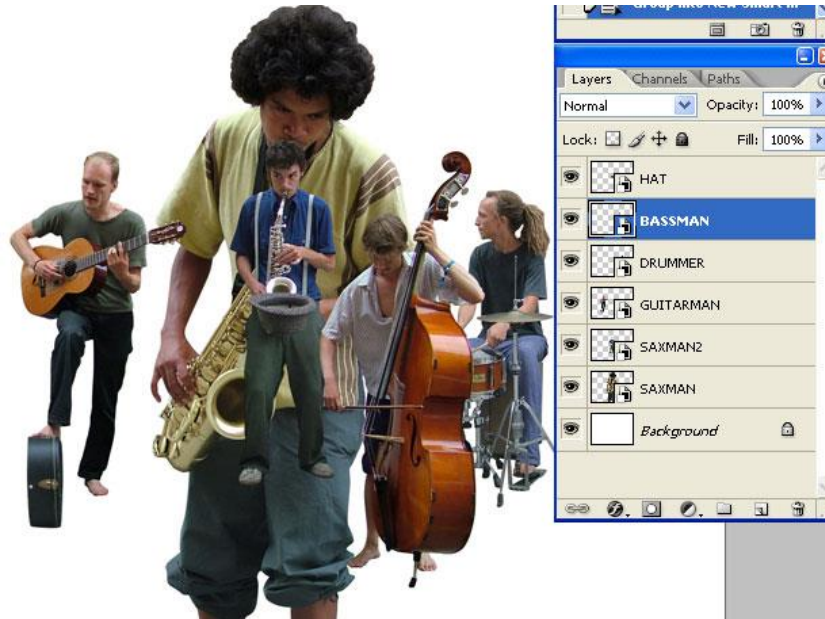 Group into New Smart
Layers Channels Paths
Normal Opacity: 100%
Lock: Fill: 100%
HAT
BASSMAN
DRUMMER
GUITARMAN
SAXMAN2
SAXMAN
Background